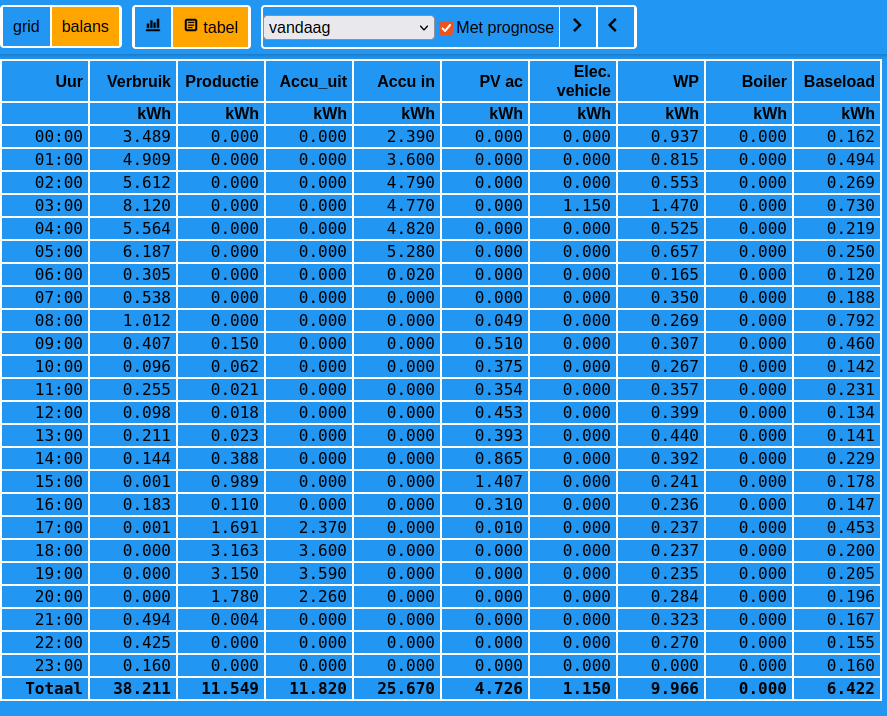 grid balans tabel vandaag Met prognose
Uur Verbruik Productie Accu_uit Accu in PV ac Elec. vehicle WP Boiler Baseload
kWh kWh kWh kWh kWh kWh kWh kWh kWh
00:00 3.489 0.000 0.000 2.390 0.000 0.000 0.937 0.000 0.162
01:00 4.909 0.000 0.000 3.600 0.000 0.000 0.815 0.000 0.494
02:00 5.612 0.000 0.000 4.790 0.000 0.000 0.553 0.000 0.269
03:00 8.120 0.000 0.000 4.770 0.000 1.150 1.470 0.000 0.730
04:00 5.564 0.000 0.000 4.820 0.000 0.000 0.525 0.000 0.219
05:00 6.187 0.000 0.000 5.280 0.000 0.000 0.657 0.000 0.250
06:00 0.305 0.000 0.000 0.020 0.000 0.000 0.165 0.000 0.120
07:00 0.538 0.000 0.000 0.000 0.000 0.000 0.350 0.000 0.188
08:00 1.012 0.000 0.000 0.000 0.049 0.000 0.269 0.000 0.792
09:00 0.407 0.150 0.000 0.000 0.510 0.000 0.307 0.000 0.460
10:00 0.096 0.062 0.000 0.000 0.375 0.000 0.267 0.000 0.142
11:00 0.255 0.021 0.000 0.000 0.354 0.000 0.357 0.000 0.231
12:00 0.098 0.018 0.000 0.000 0.453 0.000 0.399 0.000 0.134
13:00 0.211 0.023 0.000 0.000 0.393 0.000 0.440 0.000 0.141
14:00 0.144 0.388 0.000 0.000 0.865 0.000 0.392 0.000 0.229
15:00 0.001 0.989 0.000 0.000 1.407 0.000 0.241 0.000 0.178
16:00 0.183 0.110 0.000 0.000 0.310 0.000 0.236 0.000 0.147
17:00 0.001 1.691 2.370 0.000 0.010 0.000 0.237 0.000 0.453
18:00 0.000 3.163 3.600 0.000 0.000 0.000 0.237 0.000 0.200
19:00 0.000 3.150 3.590 0.000 0.000 0.000 0.235 0.000 0.205
20:00 0.000 1.780 2.260 0.000 0.000 0.000 0.284 0.000 0.196
21:00 0.494 0.004 0.000 0.000 0.000 0.000 0.323 0.000 0.167
22:00 0.425 0.000 0.000 0.000 0.000 0.000 0.270 0.000 0.155
23:00 0.160 0.000 0.000 0.000 0.000 0.000 0.000 0.000 0.160
Totaal 38.211 11.549 11.820 25.670 4.726 1.150 9.966 0.000 6.422